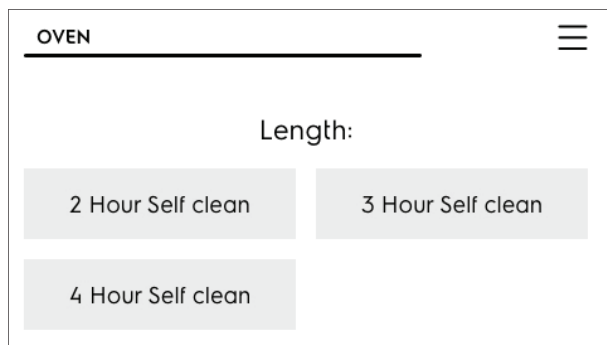 OVEN
Length:
2 Hour Self clean
3 Hour Self clean
4 Hour Self clean